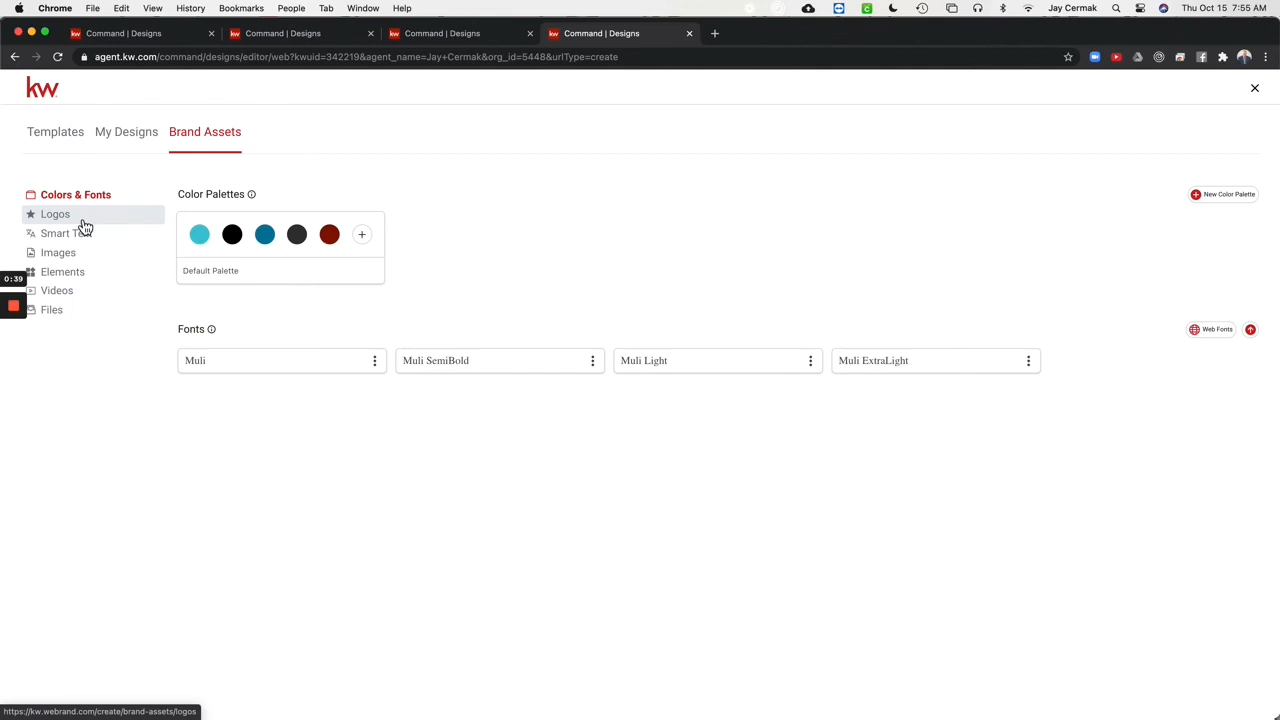 Chrome File Edit View History Bookmarks People Tab Window Help Jay Cermak Thu Oct 15 7:55 AM
Command | Designs Command | Designs Command | Designs Command | Designs
agent.kw.com/command/designs/editor/web?kwuid=342219&agent_name=Jay+Cermak&org_id=5448&urlType=create
kw
Templates My Designs Brand Assets
Colors & Fonts
Logos
Smart
Images
Elements
Videos
Files
0:39
Color Palettes
New Color Palette
Default Palette
Fonts
Web Fonts
Muli Muli SemiBold Muli Light Muli ExtraLight
https://kw.webrand.com/create/brand-assets/logos